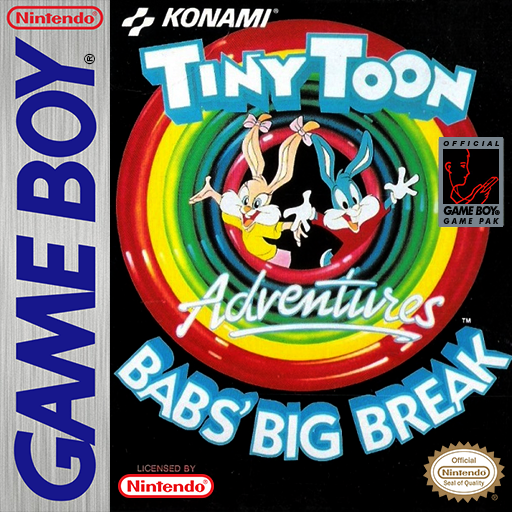 Nintendo®
GAME BOY®
KONAMI®
TINY TOON
Adventures™
BABS' BIG BREAK
OFFICIAL
GAME BOY®
GAME PAK
LICENSED BY
Nintendo®
Official
Nintendo®
Seal of Quality